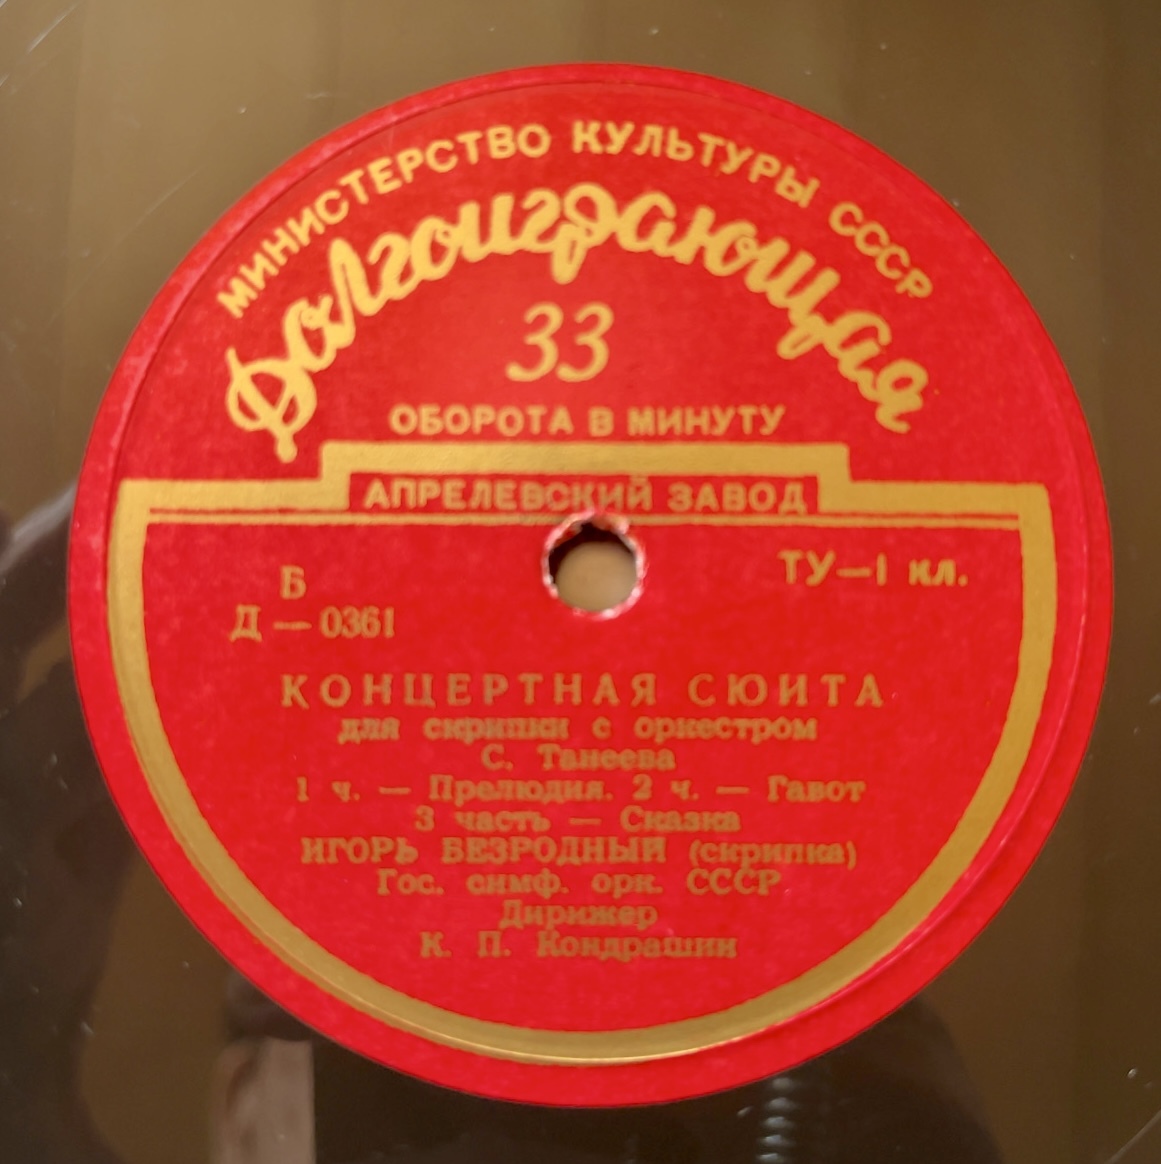 МИНИСТЕРСТВО КУЛЬТУРЫ СССР
Долгоиграющая
33
ОБОРОТА В МИНУТУ
АПРЕЛЕВСКИЙ ЗАВОД
ТУ—I кл.
Б
Д — 0361
КОНЦЕРТНАЯ СЮИТА
для скрипки с оркестром
С. Танеева
1 ч. — Прелюдия. 2 ч. — Гавот
3 часть — Сказка
ИГОРЬ БЕЗРОДНЫЙ (скрипка)
Гос. симф. орк. СССР
Дирижер
К. П. Кондрашин